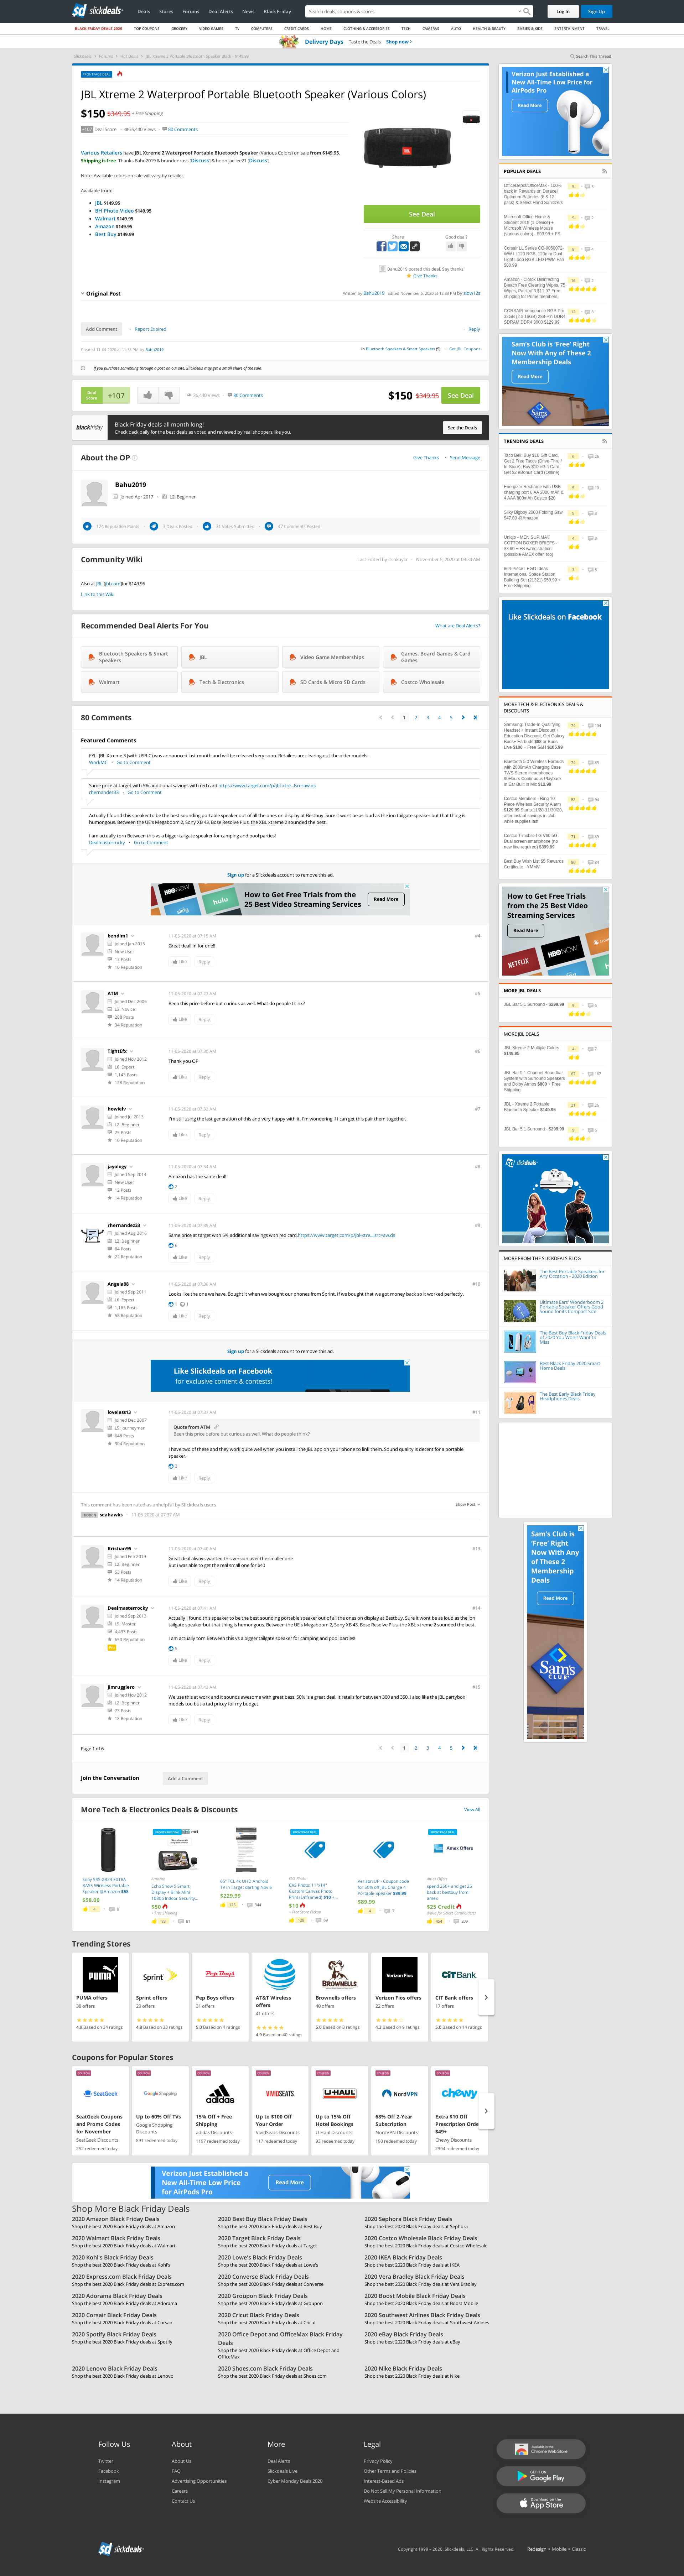 slickdeals
Deals
Stores
Forums
Deal Alerts
News
Black Friday
Search deals, coupons & stores
Log In
Sign Up
BLACK FRIDAY DEALS 2020
TOP COUPONS
GROCERY
VIDEO GAMES
TV
COMPUTERS
CREDIT CARDS
HOME
CLOTHING & ACCESSORIES
TECH
CAMERAS
AUTO
HEALTH & BEAUTY
BABIES & KIDS
ENTERTAINMENT
TRAVEL
Delivery Days Taste the Deals Shop now
Search This Thread
JBL Xtreme 2 Waterproof Portable Bluetooth Speaker (Various Colors)
$150 $349.95 + Free Shipping
+107 Deal Score 36,440 Views 80 Comments
Various Retailers have JBL Xtreme 2 Waterproof Portable Bluetooth Speaker (Various Colors) on sale from $149.95.
Shipping is free. Thanks Bahu2019 & brandonross [Discuss] & hoon.jae.lee21 [Discuss]
Note: Available colors on sale will vary by retailer.
Available from:
JBL $149.95
BH Photo Video $149.95
Walmart $149.95
Amazon $149.95
Best Buy $149.99
See Deal
Share
Good deal?
Bahu2019 posted this deal. Say thanks!
Give Thanks
Original Post
Written by Bahu2019
Edited November 5, 2020 at 12:20 PM by slow12s
Add Comment
Report Expired
Reply
Created 11-04-2020 at 11:29 PM by Bahu2019
in Bluetooth Speakers & Smart Speakers (5)
Get JBL Coupons
If you purchase something through a post on our site, Slickdeals may get a small share of the sale.
Deal Score +107
36,440 Views
80 Comments
$150 $349.95 See Deal
blackfriday
Black Friday deals all month long!
Check back daily for the best deals as voted and reviewed by real shoppers like you.
See the Deals
About the OP
Give Thanks
Send Message
Bahu2019
Joined Apr 2017
L2: Beginner
124 Reputation Points
0 Deals Posted
31 Votes Submitted
47 Comments Posted
Community Wiki
November 5, 2020 at 09:34 AM
Also at JBL [jbl.com]for $149.95
Link to this Wiki
Recommended Deal Alerts For You
What are Deal Alerts?
Bluetooth Speakers & Smart Speakers
JBL
Video Game Memberships
Games, Board Games & Card Games
Walmart
Tech & Electronics
SD Cards & Micro SD Cards
Costco Wholesale
80 Comments
1 2 3 4 5
Featured Comments
FYI - JBL Xtreme 3 (with USB-C) was announced last month and will be released very soon. Retailers are clearing out the older models.
WackMC
Go to Comment
Same price at target with 5% additional savings with red card.https://www.target.com/p/jbl-xtre...lsrc=aw.ds
rhernandez33
Go to Comment
Actually I found this speaker to be the best sounding portable speaker out of all the ones on display at Bestbuy. Sure it wont be as loud as the ion tailgate speaker but that thing is humongous. Between the UE's Megaboom 2, Sony XB 43, Bose Resolve Plus, the XBL xtreme 2 sounded the best.
I am actually torn Between this vs a bigger tailgate speaker for camping and pool parties!
Dealmasterrocky
Go to Comment
Sign up for a Slickdeals account to remove this ad.
How to Get Free Trials from the 25 Best Video Streaming Services
Read More
bendim1
Joined Jan 2015
New User
17 Posts
10 Reputation
11-05-2020 at 07:15 AM
#4
Great deal! In for one!!
Like
Reply
ATM
Joined Dec 2006
L3: Novice
288 Posts
34 Reputation
11-05-2020 at 07:27 AM
#5
Been this price before but curious as well. What do people think?
Like
Reply
Tightlfx
Joined Nov 2012
L6: Expert
1,143 Posts
128 Reputation
11-05-2020 at 07:30 AM
#6
Thank you OP
Like
Reply
howieiv
Joined Jul 2013
L2: Beginner
25 Posts
10 Reputation
11-05-2020 at 07:32 AM
#7
I'm still using the last generation of this and very happy with it. I'm wondering if I can get this pair them together.
Like
Reply
jayology
Joined Sep 2014
New User
12 Posts
14 Reputation
11-05-2020 at 07:34 AM
#8
Amazon has the same deal!
2
Like
Reply
rhernandez33
Joined Aug 2016
L2: Beginner
84 Posts
22 Reputation
11-05-2020 at 07:35 AM
#9
Same price at target with 5% additional savings with red card.https://www.target.com/p/jbl-xtre...lsrc=aw.ds
6
Like
Reply
Angela08
Joined Sep 2011
L6: Expert
1,185 Posts
58 Reputation
11-05-2020 at 07:36 AM
#10
Looks like the one we have. Bought it when we bought our phones from Sprint. If we bought that we got money back so it worked perfectly.
1 1
Like
Reply
Sign up for a Slickdeals account to remove this ad.
Like Slickdeals on Facebook
for exclusive content & contests!
lovelost13
Joined Dec 2007
L5: Journeyman
648 Posts
304 Reputation
11-05-2020 at 07:37 AM
#11
Quote from ATM
Been this price before but curious as well. What do people think?
I have two of these and they work quite well when you install the JBL app on your phone to link them. Sound quality is decent for a portable speaker.
3
Like
Reply
This comment has been rated as unhelpful by Slickdeals users
Show Post
seahawks
11-05-2020 at 07:37 AM
Kristian95
Joined Feb 2019
L2: Beginner
53 Posts
14 Reputation
11-05-2020 at 07:40 AM
#13
Great deal always wanted this version over the smaller one
But I was able to get the real small one for $40
Like
Reply
Dealmasterrocky
Joined Sep 2013
L9: Master
4,433 Posts
650 Reputation
Pro
11-05-2020 at 07:41 AM
#14
Actually I found this speaker to be the best sounding portable speaker out of all the ones on display at Bestbuy. Sure it wont be as loud as the ion tailgate speaker but that thing is humongous. Between the UE's Megaboom 2, Sony XB 43, Bose Resolve Plus, the XBL xtreme 2 sounded the best.
I am actually torn Between this vs a bigger tailgate speaker for camping and pool parties!
5
Like
Reply
jimruggiero
Joined Nov 2012
L2: Beginner
73 Posts
18 Reputation
11-05-2020 at 07:43 AM
#15
We use this at work and it sounds awesome with great bass. 50% is a great deal. It retails for between 300 and 350. I also like the JBL partybox models too but a tad pricey for my budget.
Like
Reply
Page 1 of 6
1 2 3 4 5
Join the Conversation
Add a Comment
More Tech & Electronics Deals & Discounts
View All
Sony SRS-XB23 EXTRA BASS Wireless Portable Speaker @Amazon $58
$58.00
Amazon
Echo Show 5 Smart Display + Blink Mini 1080p Indoor Security...
$50
+ Free Shipping
65" TCL 4k UHD Android TV in Target starting Nov 6
$229.99
CVS Photo
CVS Photo: 11"x14" Custom Canvas Photo Print (Unframed) $10 +...
$10
+ Free Store Pickup
Verizon UP - Coupon code for 50% off JBL Charge 4 Portable Speaker $89.99
$89.99
Amex Offers
spend 250+ and get 25 back at bestbuy from amex
$25 Credit
Trending Stores
PUMA offers
38 offers
4.9 Based on 34 ratings
Sprint offers
29 offers
4.8 Based on 33 ratings
Pep Boys offers
31 offers
5.0 Based on 4 ratings
AT&T Wireless offers
41 offers
4.9 Based on 40 ratings
Brownells offers
40 offers
5.0 Based on 3 ratings
Verizon Fios offers
22 offers
4.3 Based on 9 ratings
CIT Bank offers
17 offers
5.0 Based on 14 ratings
Coupons for Popular Stores
SeatGeek Coupons and Promo Codes for November
SeatGeek Discounts
252 redeemed today
Up to 60% Off TVs
Google Shopping Discounts
891 redeemed today
15% Off + Free Shipping
adidas Discounts
1197 redeemed today
Up to $100 Off Your Order
VividSeats Discounts
117 redeemed today
Up to 15% Off Hotel Bookings
U-Haul Discounts
93 redeemed today
68% Off 2-Year Subscription
NordVPN Discounts
190 redeemed today
Extra $10 Off Prescription Orde $49+
Chewy Discounts
2304 redeemed today
Verizon Just Established a New All-Time Low Price for AirPods Pro
Read More
Shop More Black Friday Deals
2020 Amazon Black Friday Deals
Shop the best 2020 Black Friday deals at Amazon
2020 Best Buy Black Friday Deals
Shop the best 2020 Black Friday deals at Best Buy
2020 Sephora Black Friday Deals
Shop the best 2020 Black Friday deals at Sephora
2020 Walmart Black Friday Deals
Shop the best 2020 Black Friday deals at Walmart
2020 Target Black Friday Deals
Shop the best 2020 Black Friday deals at Target
2020 Costco Wholesale Black Friday Deals
Shop the best 2020 Black Friday deals at Costco Wholesale
2020 Kohl's Black Friday Deals
Shop the best 2020 Black Friday deals at Kohl's
2020 Lowe's Black Friday Deals
Shop the best 2020 Black Friday deals at Lowe's
2020 IKEA Black Friday Deals
Shop the best 2020 Black Friday deals at IKEA
2020 Express.com Black Friday Deals
Shop the best 2020 Black Friday deals at Express.com
2020 Converse Black Friday Deals
Shop the best 2020 Black Friday deals at Converse
2020 Vera Bradley Black Friday Deals
Shop the best 2020 Black Friday deals at Vera Bradley
2020 Adorama Black Friday Deals
Shop the best 2020 Black Friday deals at Adorama
2020 Groupon Black Friday Deals
Shop the best 2020 Black Friday deals at Groupon
2020 Boost Mobile Black Friday Deals
Shop the best 2020 Black Friday deals at Boost Mobile
2020 Corsair Black Friday Deals
Shop the best 2020 Black Friday deals at Corsair
2020 Cricut Black Friday Deals
Shop the best 2020 Black Friday deals at Cricut
2020 Southwest Airlines Black Friday Deals
Shop the best 2020 Black Friday deals at Southwest Airlines
2020 Spotify Black Friday Deals
Shop the best 2020 Black Friday deals at Spotify
2020 Office Depot and OfficeMax Black Friday Deals
Shop the best 2020 Black Friday deals at Office Depot and OfficeMax
2020 eBay Black Friday Deals
Shop the best 2020 Black Friday deals at eBay
2020 Lenovo Black Friday Deals
Shop the best 2020 Black Friday deals at Lenovo
2020 Shoes.com Black Friday Deals
Shop the best 2020 Black Friday deals at Shoes.com
2020 Nike Black Friday Deals
Shop the best 2020 Black Friday deals at Nike
Verizon Just Established a New All-Time Low Price for AirPods Pro
Read More
POPULAR DEALS
TRENDING DEALS
Sam's Club is 'Free' Right Now With Any of These 2 Membership Deals
Read More
Like Slickdeals on Facebook
MORE TECH & ELECTRONICS DEALS & DISCOUNTS
How to Get Free Trials from the 25 Best Video Streaming Services
Read More
MORE JBL DEALS
JBL Bar 5.1 Surround - $299.99
MORE JBL DEALS
JBL Xtreme 2 Multiple Colors $149.95
JBL Bar 9.1 Channel Soundbar System with Surround Speakers and Dolby Atmos $800 + Free Shipping
JBL - Xtreme 2 Portable Bluetooth Speaker $149.95
JBL Bar 5.1 Surround - $299.99
slickdeals
MORE FROM THE SLICKDEALS BLOG
The Best Portable Speakers for Any Occasion - 2020 Edition
Ultimate Ears' Wonderboom 2 Portable Speaker Offers Good Sound for Its Compact Size
The Best Buy Black Friday Deals of 2020 You Won't Want to Miss
Best Black Friday 2020 Smart Home Deals
The Best Early Black Friday Headphones Deals
Sam's Club is 'Free' Right Now With Any of These 2 Membership Deals
Read More
Sam's CLUB
Follow Us
Twitter
Facebook
Instagram
About
About Us
FAQ
Advertising Opportunities
Careers
Contact Us
More
Deal Alerts
Slickdeals Live
Cyber Monday Deals 2020
Legal
Privacy Policy
Other Terms and Policies
Interest-Based Ads
Do Not Sell My Personal Information
Website Accessibility
Available in the Chrome Web Store
GET IT ON Google Play
Download on the App Store
slickdeals
Copyright 1999 - 2020. Slickdeals, LLC. All Rights Reserved.
Redesign • Mobile • Classic